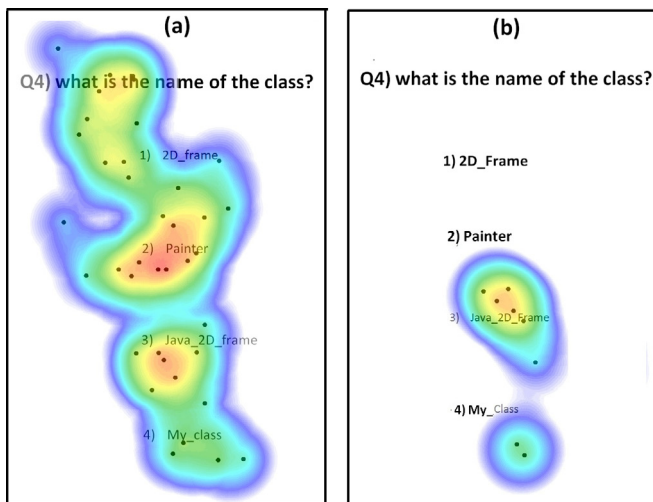 (a)
Q4) what is the name of the class?
1) 2D_frame
2) Painter
3) Java_2D_frame
4) My_class
(b)
Q4) what is the name of the class?
1) 2D_Frame
2) Painter
3) Java_2D_Frame
4) My_Class